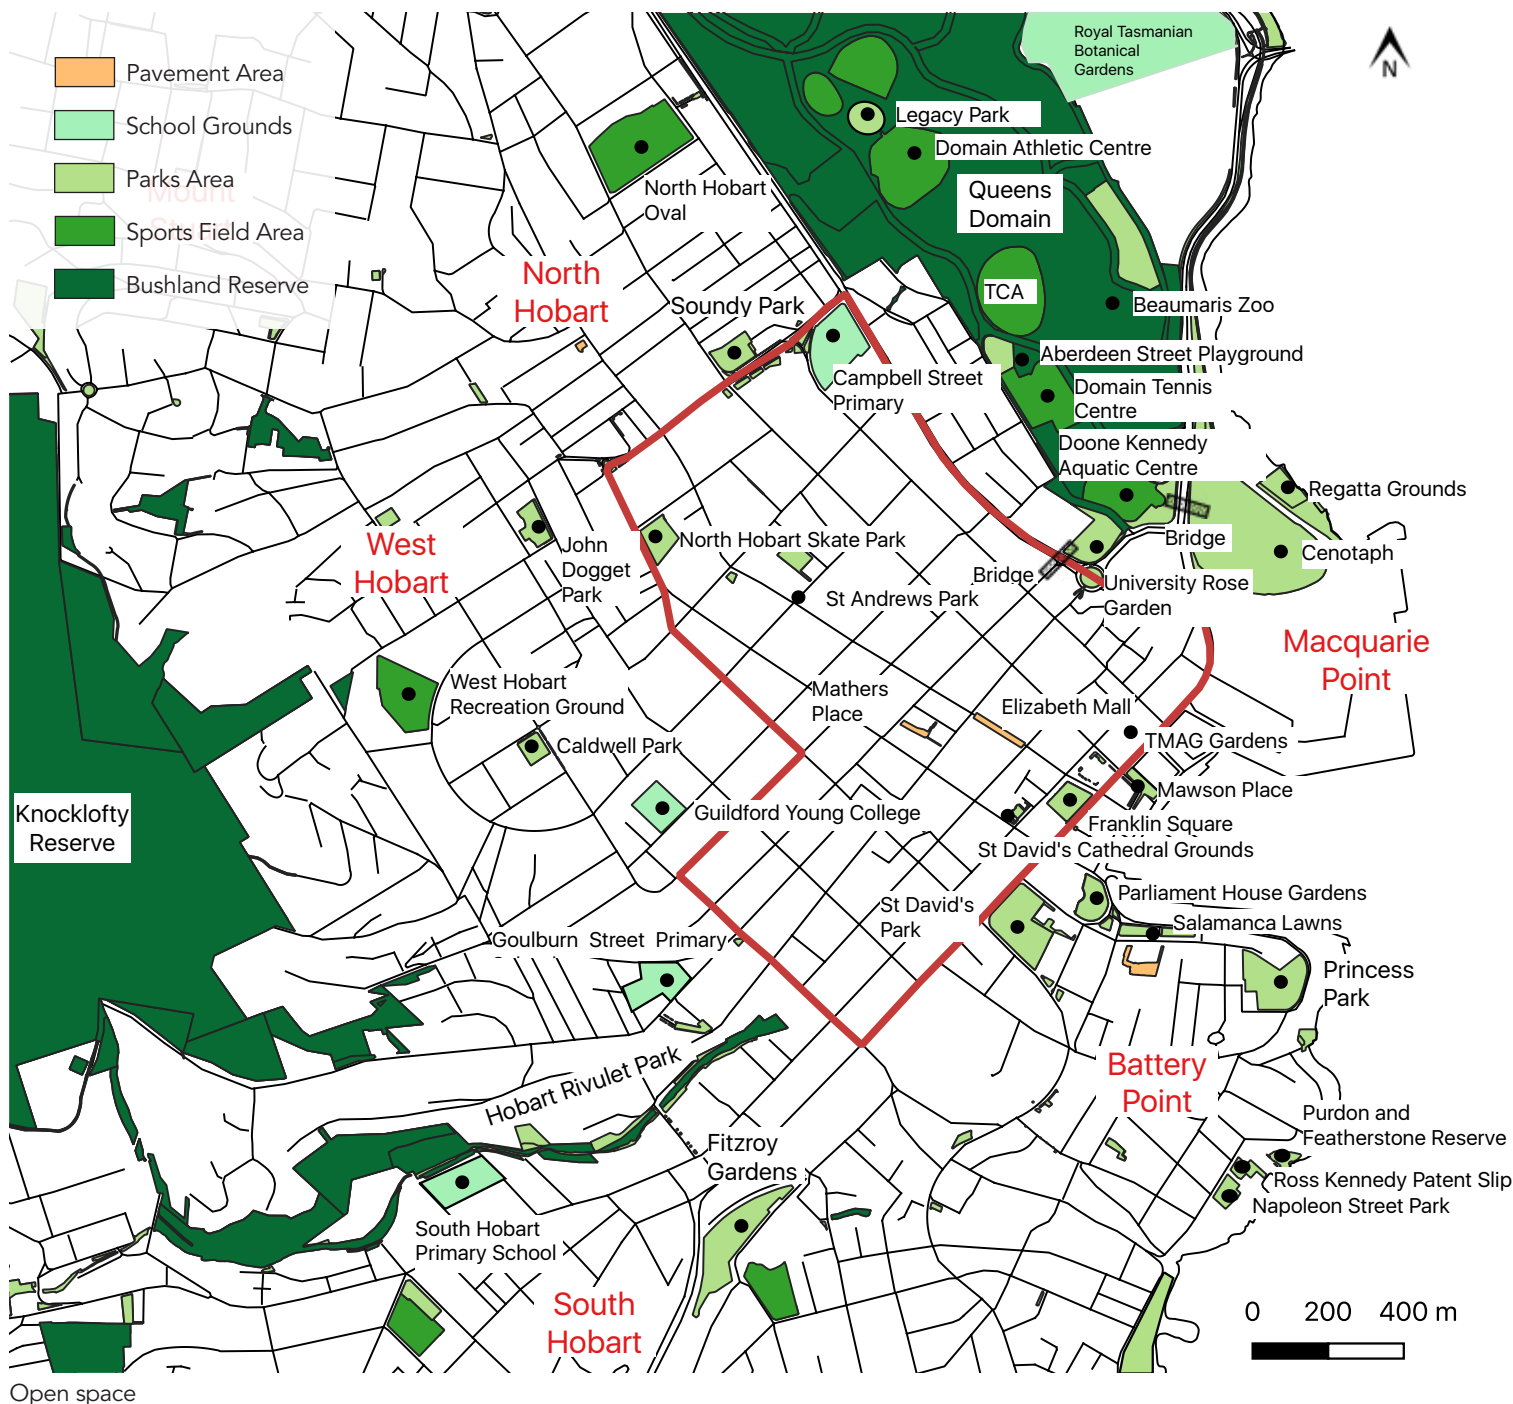 Pavement Area
School Grounds
Parks Area
Sports Field Area
Bushland Reserve
Mount
Royal Tasmanian
Botanical
Gardens
N
Legacy Park
Domain Athletic Centre
Queens
Domain
North Hobart
Oval
North
Hobart
Soundy Park
TCA
Beaumaris Zoo
Aberdeen Street Playground
Campbell Street
Primary
Domain Tennis
Centre
Doone Kennedy
Aquatic Centre
Regatta Grounds
West
Hobart
John
Dogget
Park
North Hobart Skate Park
Bridge
Cenotaph
Bridge
University Rose
Garden
St Andrews Park
Macquarie
Point
West Hobart
Recreation Ground
Mathers
Place
Elizabeth Mall
Caldwell Park
TMAG Gardens
Mawson Place
Knocklofty
Reserve
Guildford Young College
Franklin Square
St David's Cathedral Grounds
Parliament House Gardens
St David's
Park
Salamanca Lawns
Goulburn Street Primary
Princess
Park
Hobart Rivulet Park
Battery
Point
Purdon and
Featherstone Reserve
Fitzroy
Gardens
Ross Kennedy Patent Slip
Napoleon Street Park
South Hobart
Primary School
South
Hobart
0 200 400 m
Open space